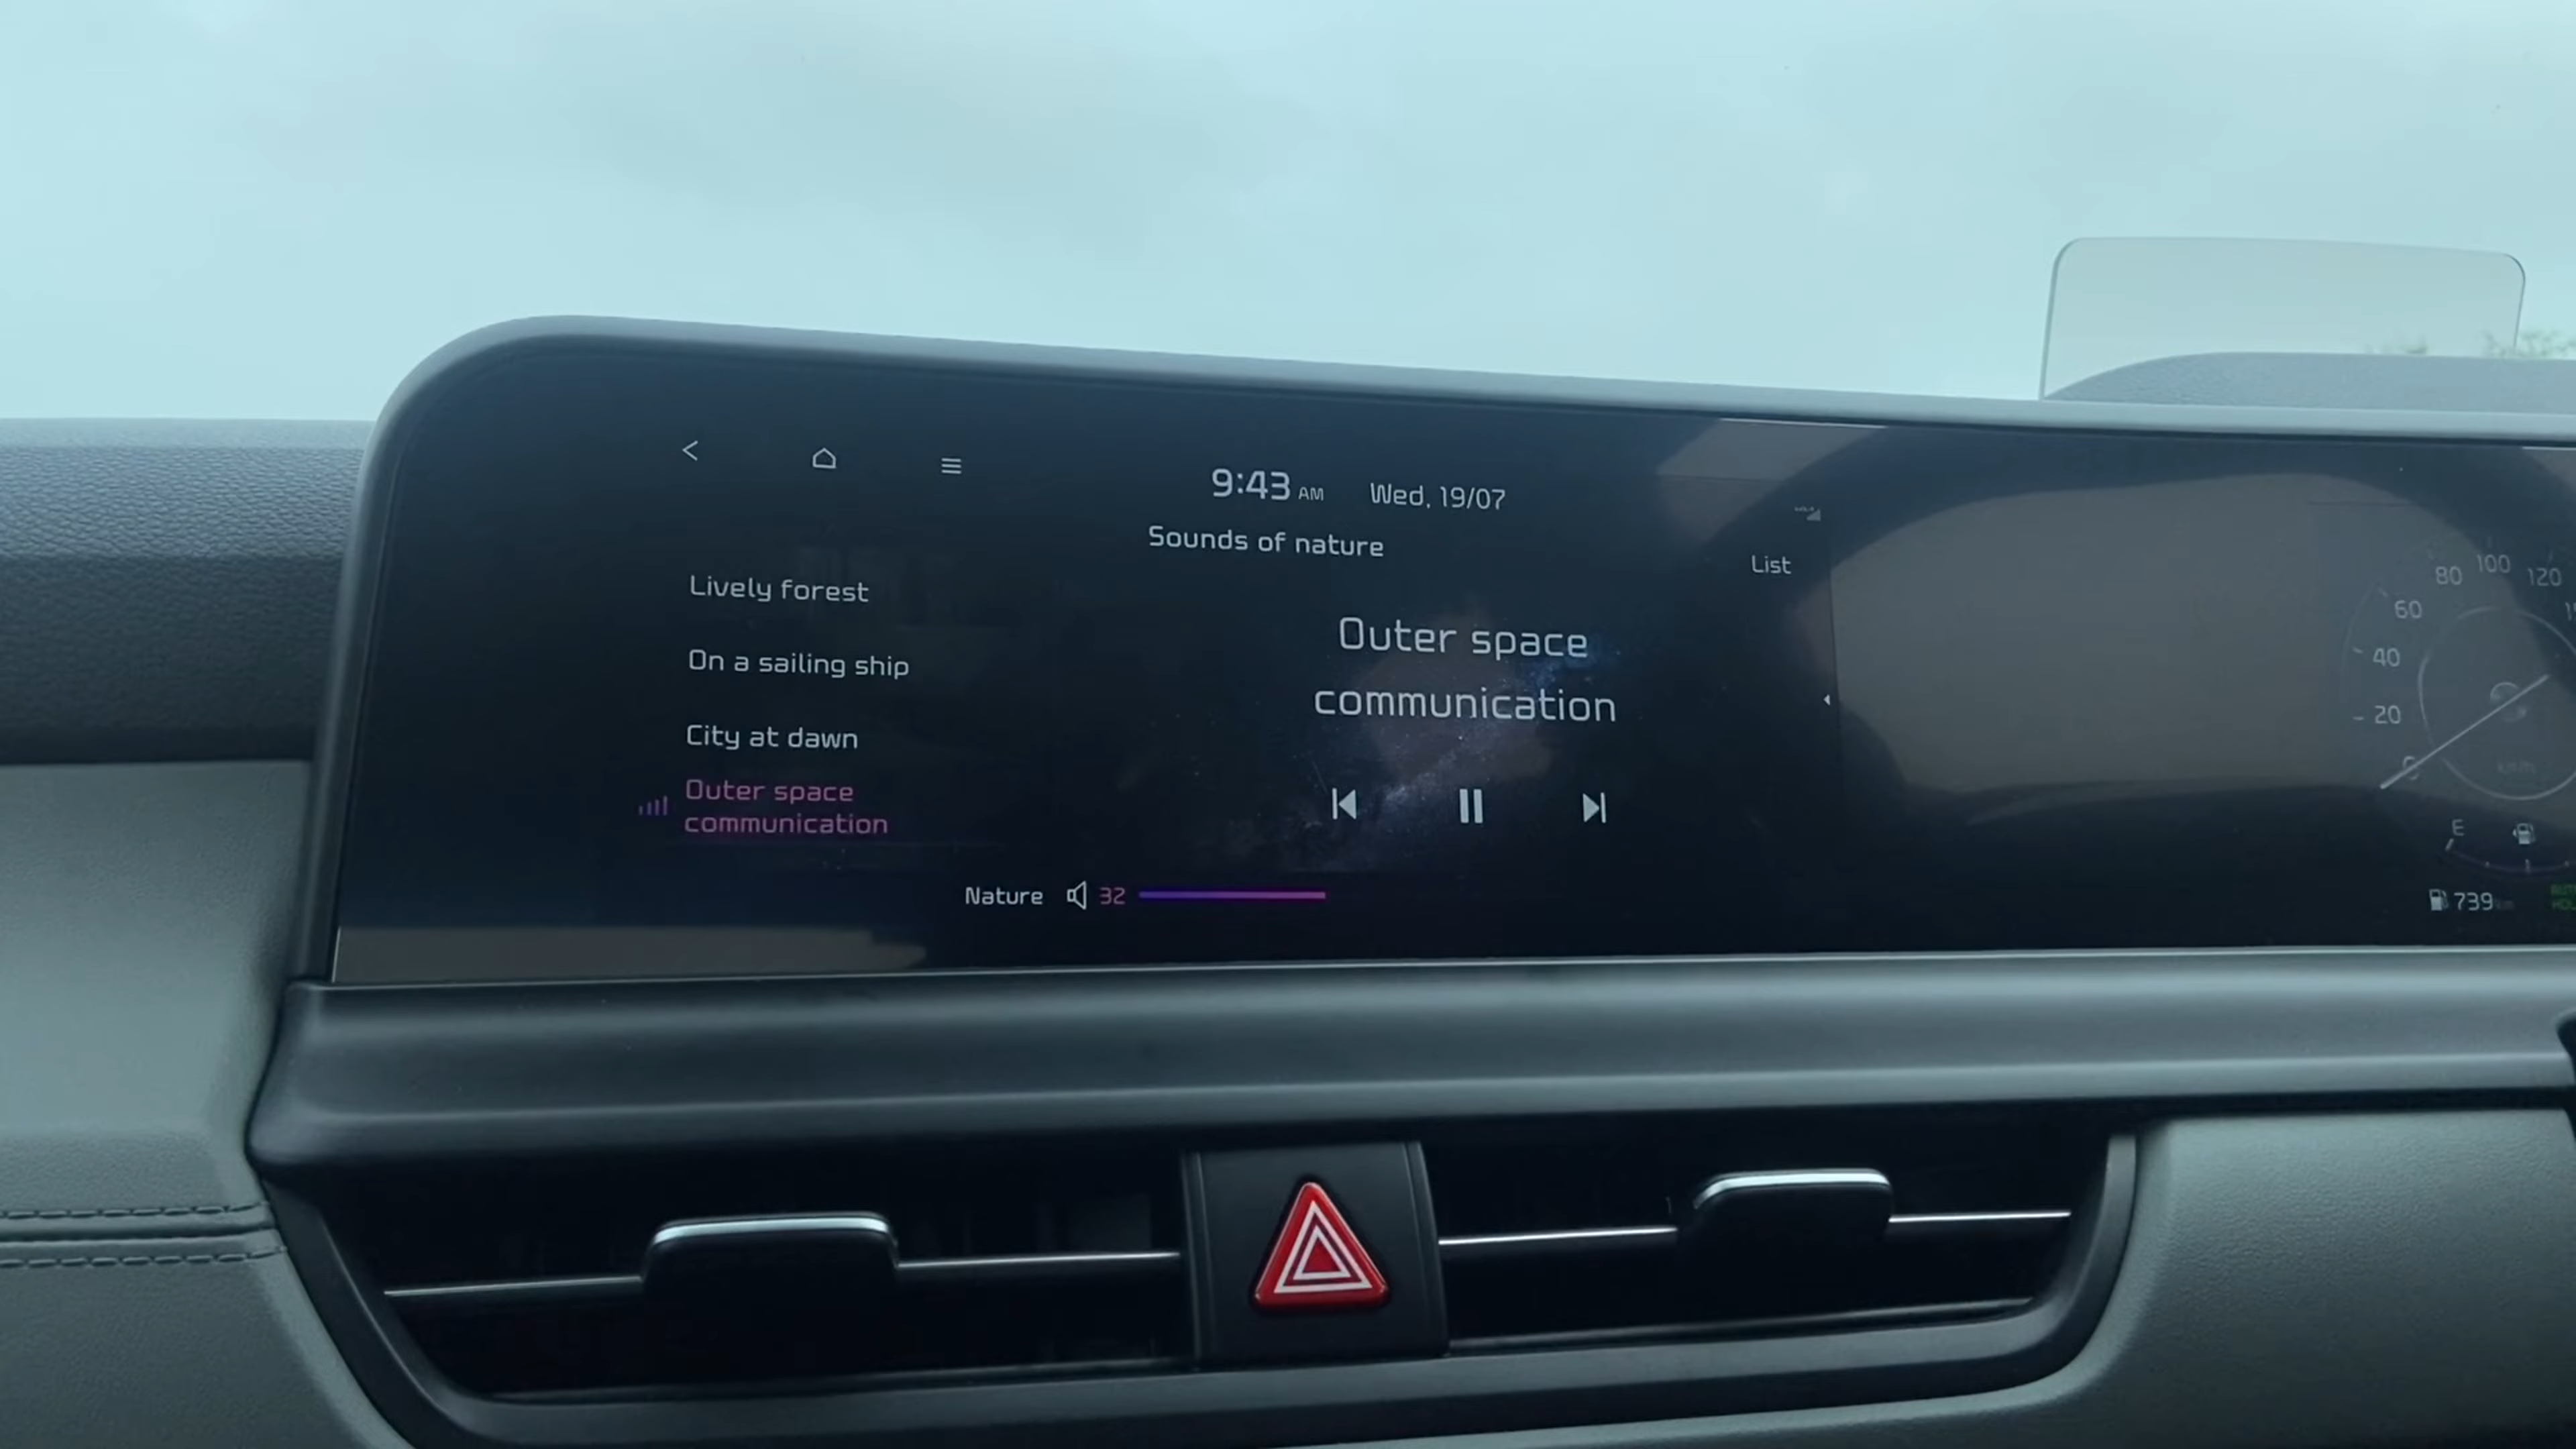 9:43 AM Wed, 19/07
Sounds of nature
List
Lively forest
On a sailing ship
City at dawn
Outer space
communication
Outer space
communication
Nature 32
20
40
60
80
100
120
E
739